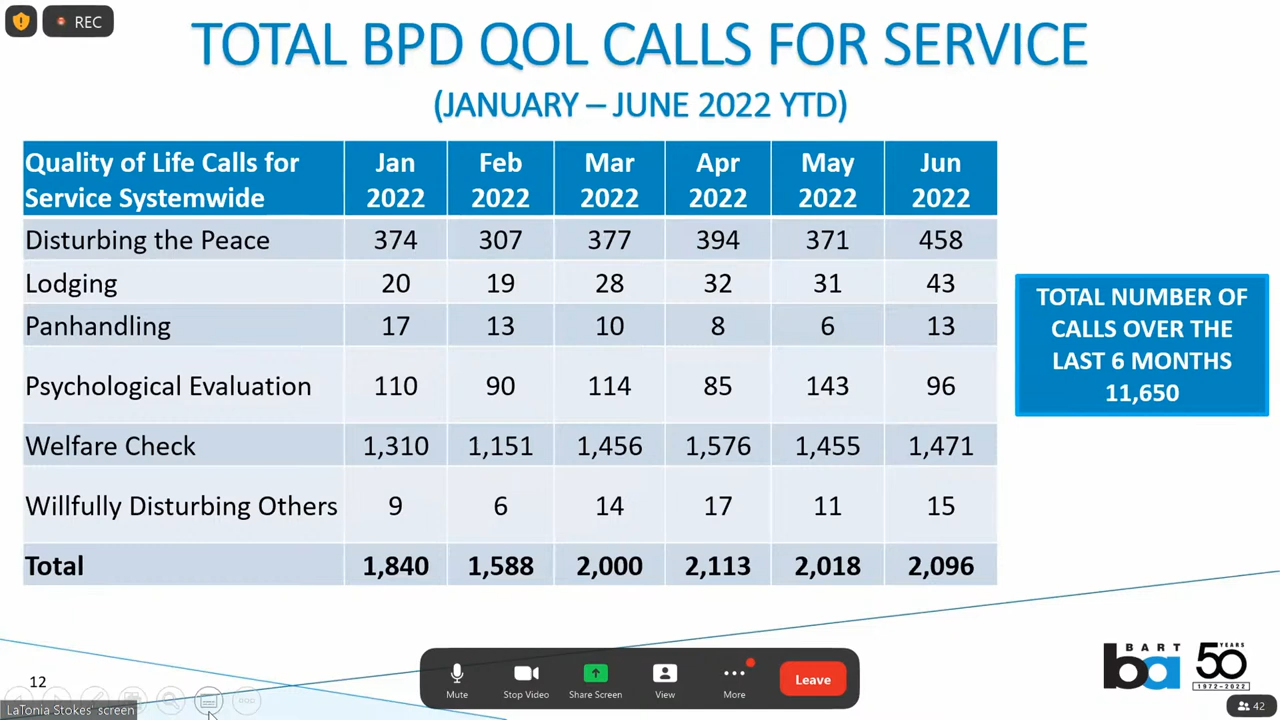 REC
TOTAL BPD QOL CALLS FOR SERVICE
(JANUARY – JUNE 2022 YTD)
Quality of Life Calls for Service Systemwide Jan 2022 Feb 2022 Mar 2022 Apr 2022 May 2022 Jun 2022
Disturbing the Peace 374 307 377 394 371 458
Lodging 20 19 28 32 31 43
Panhandling 17 13 10 8 6 13
Psychological Evaluation 110 90 114 85 143 96
Welfare Check 1,310 1,151 1,456 1,576 1,455 1,471
Willfully Disturbing Others 9 6 14 17 11 15
Total 1,840 1,588 2,000 2,113 2,018 2,096
TOTAL NUMBER OF
CALLS OVER THE
LAST 6 MONTHS
11,650
BART
ba 50 YEARS
1972-2022
12
Mute Stop Video Share Screen View More Leave
LaTonia Stokes' screen
42